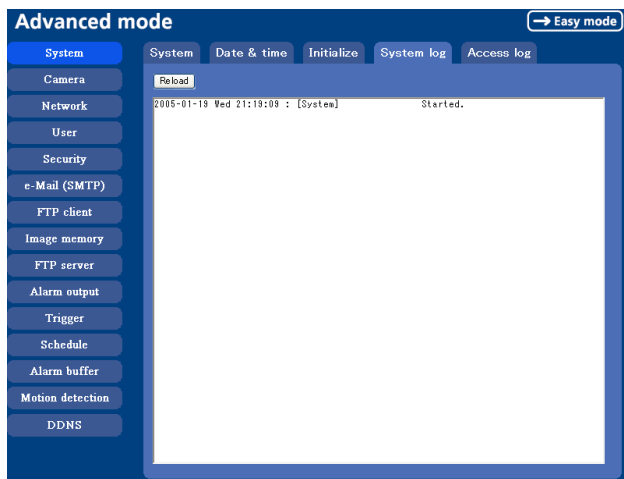 Advanced mode
→ Easy mode
System
Camera
Network
User
Security
e-Mail (SMTP)
FTP client
Image memory
FTP server
Alarm output
Trigger
Schedule
Alarm buffer
Motion detection
DDNS
System Date & time Initialize System log Access log
Reload
2005-01-19 Wed 21:19:09 : [System] Started.